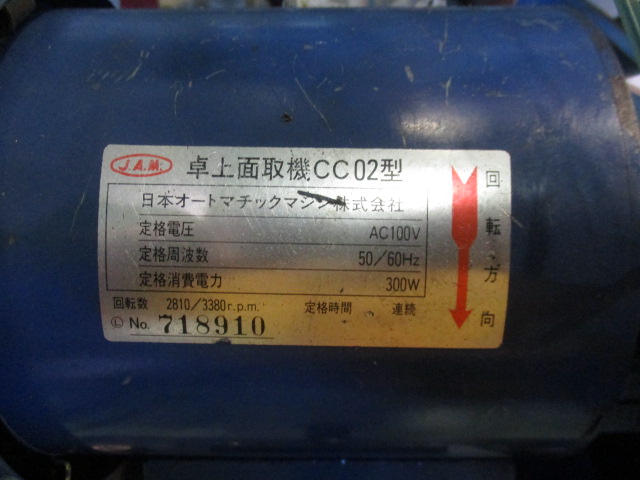 J.A.M. 卓上面取機CC02型
日本オートマチックマシン株式会社
定格電圧 AC100V
定格周波数 50/60Hz
定格消費電力 300W
回転数 2810/3380r.p.m. 定格時間 連続
Ⓛ No. 718910
回転方向